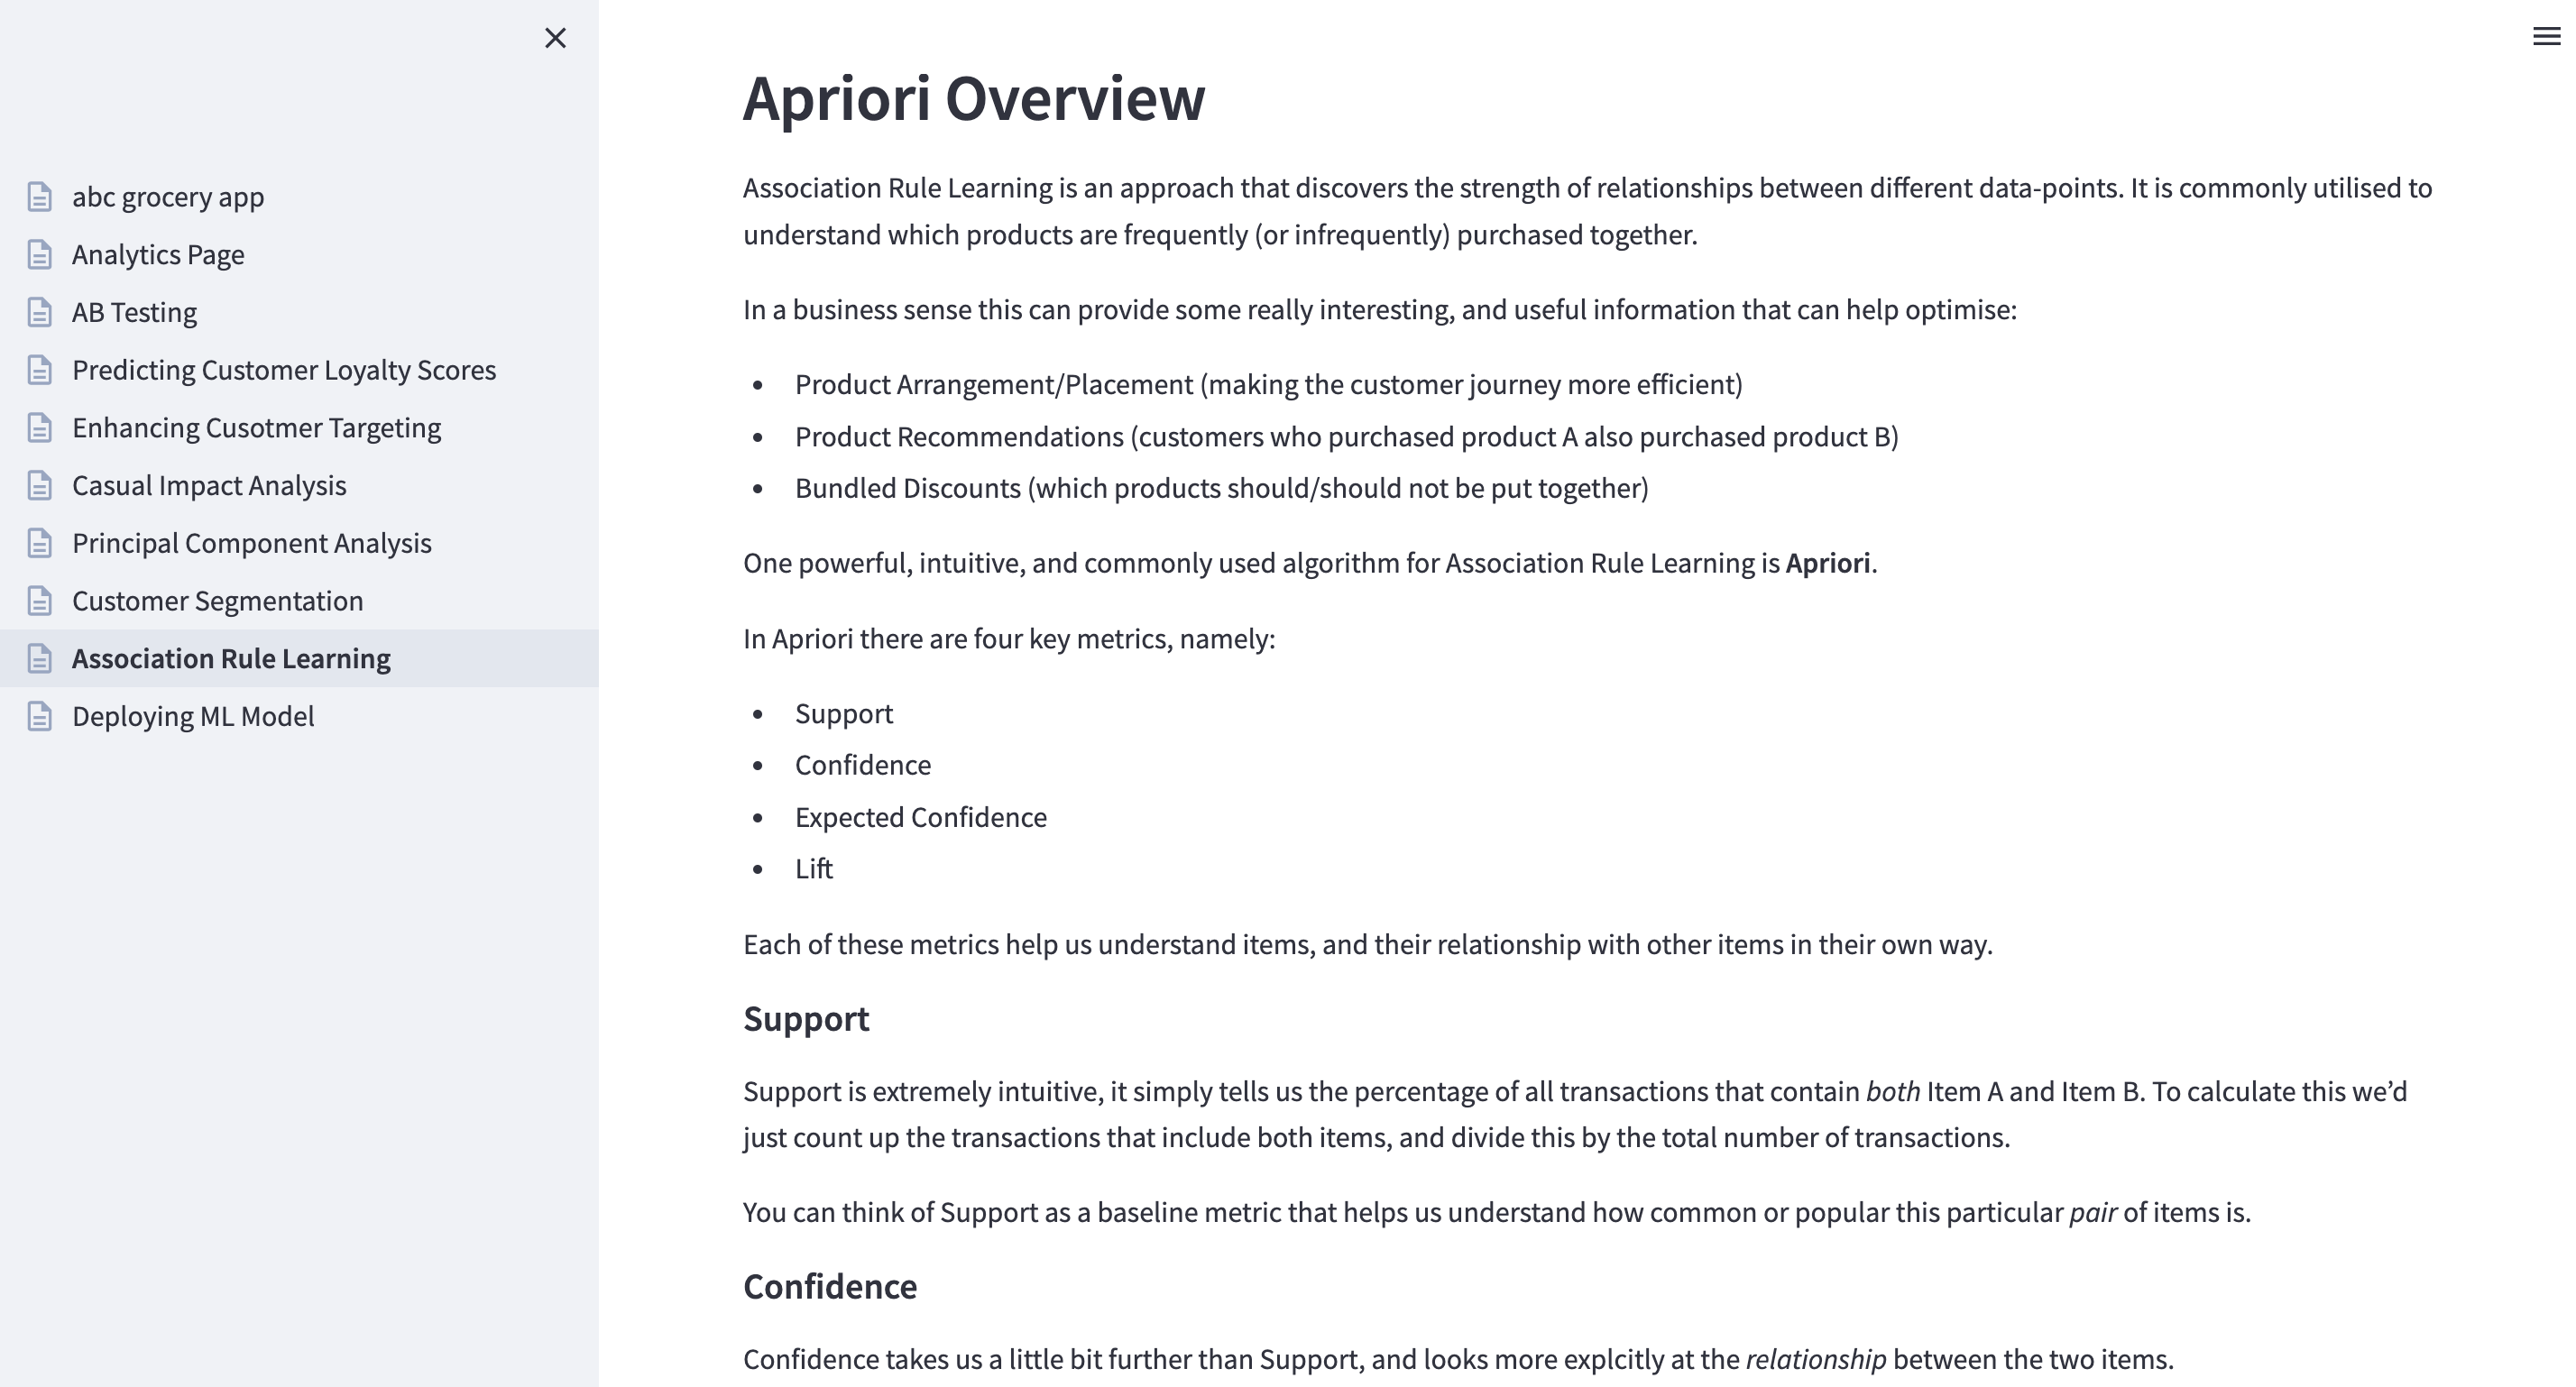 abc grocery app
Analytics Page
AB Testing
Predicting Customer Loyalty Scores
Enhancing Cusotmer Targeting
Casual Impact Analysis
Principal Component Analysis
Customer Segmentation
Association Rule Learning
Deploying ML Model
Apriori Overview
Association Rule Learning is an approach that discovers the strength of relationships between different data-points. It is commonly utilised to
understand which products are frequently (or infrequently) purchased together.
In a business sense this can provide some really interesting, and useful information that can help optimise:
• Product Arrangement/Placement (making the customer journey more efficient)
• Product Recommendations (customers who purchased product A also purchased product B)
• Bundled Discounts (which products should/should not be put together)
One powerful, intuitive, and commonly used algorithm for Association Rule Learning is Apriori.
In Apriori there are four key metrics, namely:
• Support
• Confidence
• Expected Confidence
• Lift
Each of these metrics help us understand items, and their relationship with other items in their own way.
Support
Support is extremely intuitive, it simply tells us the percentage of all transactions that contain both Item A and Item B. To calculate this we’d
just count up the transactions that include both items, and divide this by the total number of transactions.
You can think of Support as a baseline metric that helps us understand how common or popular this particular pair of items is.
Confidence
Confidence takes us a little bit further than Support, and looks more explcitly at the relationship between the two items.